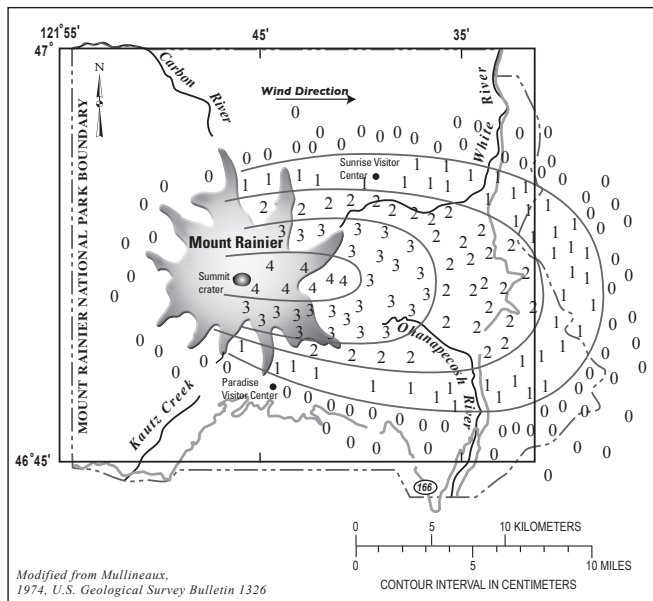 121°55'
45'
35'
47°
N
Carbon River
Wind Direction
White River
MOUNT RAINIER NATIONAL PARK BOUNDARY
Sunrise Visitor
Center
Mount Rainier
Summit
crater
Ohanapecosh River
Paradise
Visitor Center
Kautz Creek
46°45'
166
0 5 10 KILOMETERS
0 5 10 MILES
CONTOUR INTERVAL IN CENTIMETERS
Modified from Mullineaux,
1974, U.S. Geological Survey Bulletin 1326